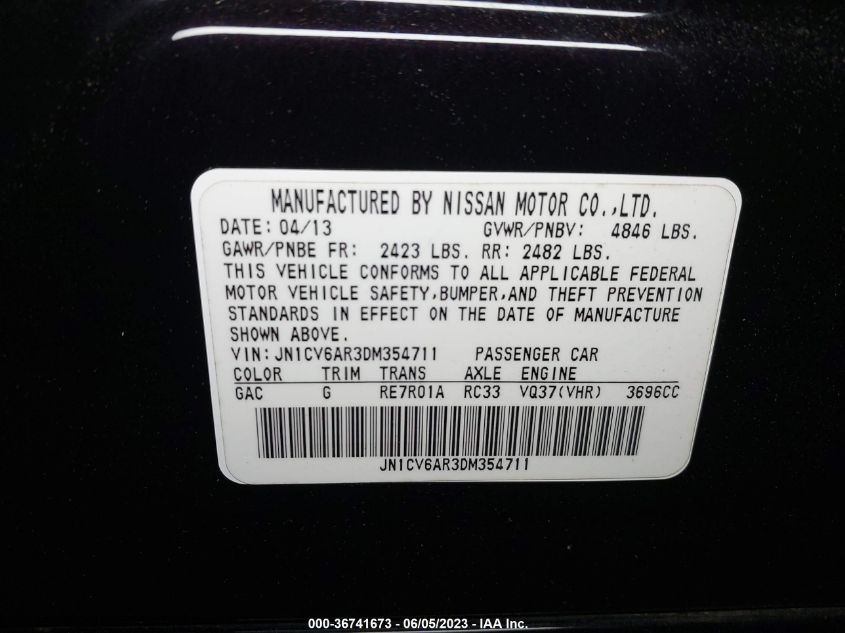 MANUFACTURED BY NISSAN MOTOR CO.,LTD.
DATE: 04/13 GVWR/PNBV: 4846 LBS.
GAWR/PNBE FR: 2423 LBS. RR: 2482 LBS.
THIS VEHICLE CONFORMS TO ALL APPLICABLE FEDERAL
MOTOR VEHICLE SAFETY,BUMPER,AND THEFT PREVENTION
STANDARDS IN EFFECT ON THE DATE OF MANUFACTURE
SHOWN ABOVE.
VIN:JN1CV6AR3DM354711 PASSENGER CAR
COLOR TRIM TRANS AXLE ENGINE
GAC G RE7R01A RC33 VQ37(VHR) 3696CC
JN1CV6AR3DM354711
000-36741673 - 06/05/2023 - IAA Inc.